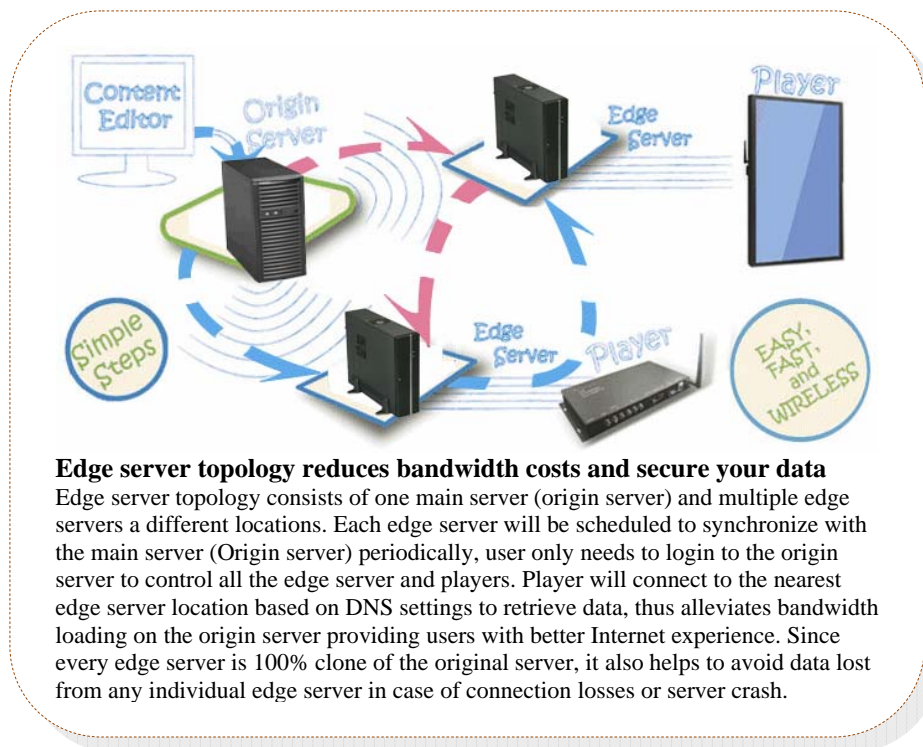 Content
Editor
Origin
Server
Edge
Server
Player
Simple
Steps
Edge
Server
Player
EASY,
FAST,
and
WIRELESS
Edge server topology reduces bandwidth costs and secure your data
Edge server topology consists of one main server (origin server) and multiple edge
servers a different locations. Each edge server will be scheduled to synchronize with
the main server (Origin server) periodically, user only needs to login to the origin
server to control all the edge server and players. Player will connect to the nearest
edge server location based on DNS settings to retrieve data, thus alleviates bandwidth
loading on the origin server providing users with better Internet experience. Since
every edge server is 100% clone of the original server, it also helps to avoid data lost
from any individual edge server in case of connection losses or server crash.